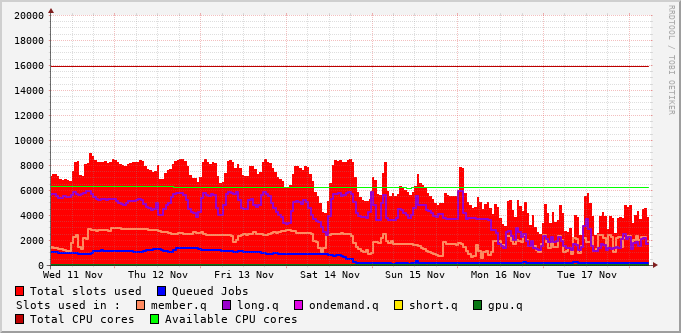 20000
18000
16000
14000
12000
10000
8000
6000
4000
2000
0
Wed 11 Nov Thu 12 Nov Fri 13 Nov Sat 14 Nov Sun 15 Nov Mon 16 Nov Tue 17 Nov
Total slots used Queued Jobs
Slots used in : member.q long.q ondemand.q short.q gpu.q
Total CPU cores Available CPU cores
RRDTOOL / TOBI OETIKER